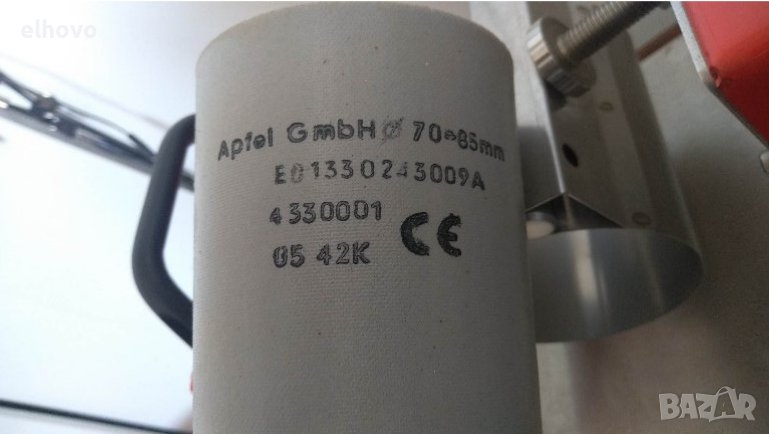 elhovo
Apfel GmbH Ø 70-85mm
E01330243009A
4330001
05 42K CE
BAZAR